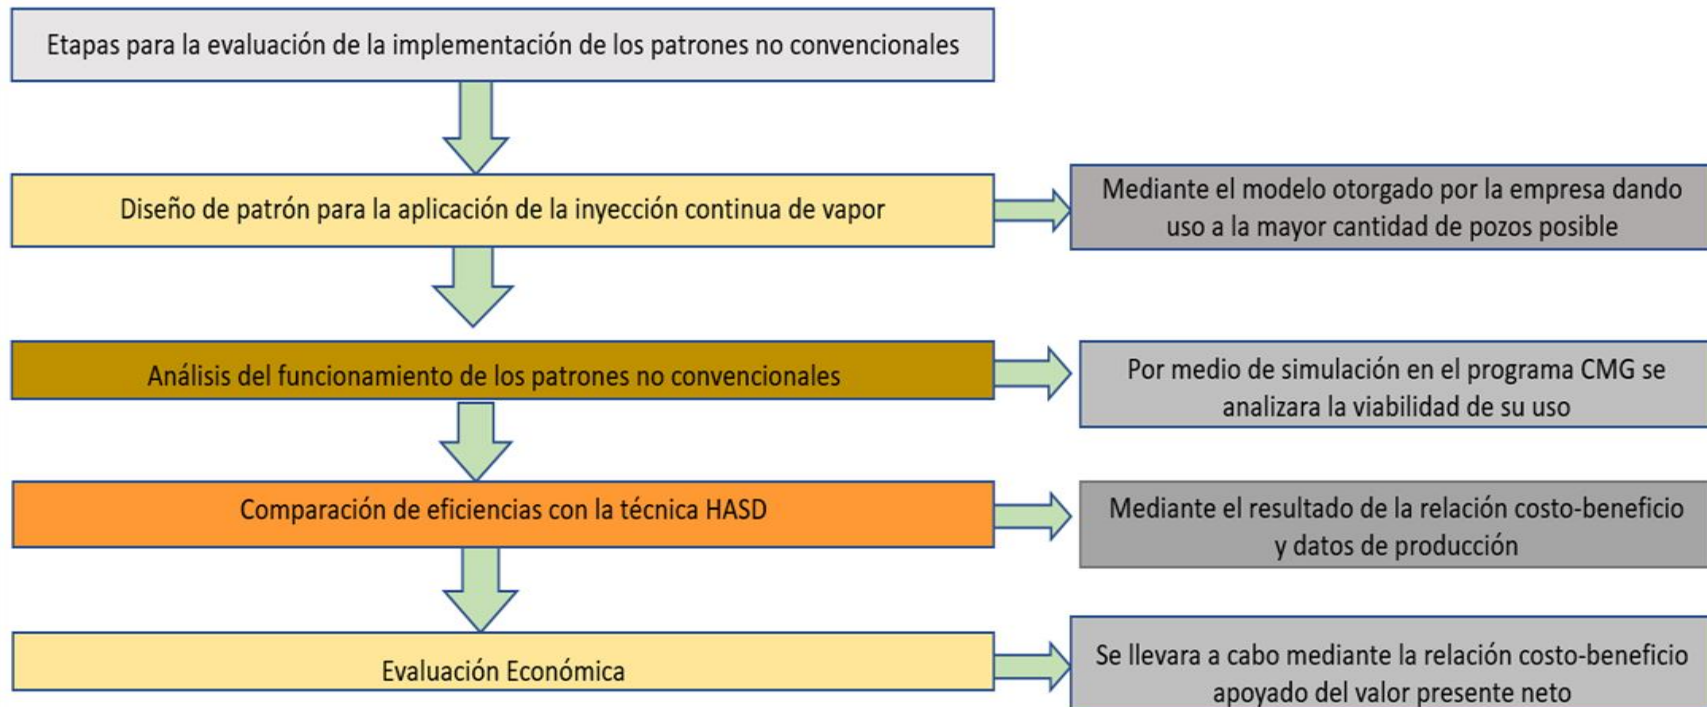 Etapas para la evaluación de la implementación de los patrones no convencionales
Diseño de patrón para la aplicación de la inyección continua de vapor
Mediante el modelo otorgado por la empresa dando
uso a la mayor cantidad de pozos posible
Análisis del funcionamiento de los patrones no convencionales
Por medio de simulación en el programa CMG se
analizara la viabilidad de su uso
Comparación de eficiencias con la técnica HASD
Mediante el resultado de la relación costo-beneficio
y datos de producción
Evaluación Económica
Se llevara a cabo mediante la relación costo-beneficio
apoyado del valor presente neto